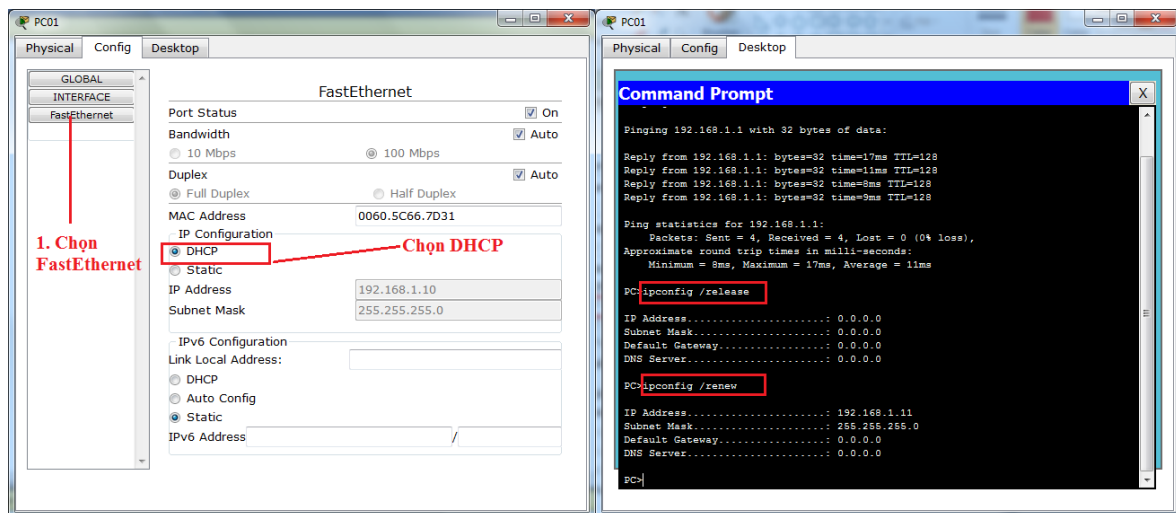 PC01
Physical Config Desktop
GLOBAL
INTERFACE
FastEthernet
FastEthernet
Port Status On
Bandwidth Auto
10 Mbps 100 Mbps
Duplex Auto
Full Duplex Half Duplex
MAC Address 0060.5C66.7D31
IP Configuration
DHCP
Static
IP Address 192.168.1.10
Subnet Mask 255.255.255.0
IPv6 Configuration
Link Local Address:
DHCP
Auto Config
Static
IPv6 Address /
1. Chọn
FastEthernet
Chọn DHCP
PC01
Physical Config Desktop
Command Prompt X
Pinging 192.168.1.1 with 32 bytes of data:
Reply from 192.168.1.1: bytes=32 time=17ms TTL=128
Reply from 192.168.1.1: bytes=32 time=11ms TTL=128
Reply from 192.168.1.1: bytes=32 time=8ms TTL=128
Reply from 192.168.1.1: bytes=32 time=9ms TTL=128
Ping statistics for 192.168.1.1:
Packets: Sent = 4, Received = 4, Lost = 0 (0% loss),
Approximate round trip times in milli-seconds:
Minimum = 8ms, Maximum = 17ms, Average = 11ms
PC>ipconfig /release
IP Address......................: 0.0.0.0
Subnet Mask.....................: 0.0.0.0
Default Gateway.................: 0.0.0.0
DNS Server......................: 0.0.0.0
PC>ipconfig /renew
IP Address......................: 192.168.1.11
Subnet Mask.....................: 255.255.255.0
Default Gateway.................: 0.0.0.0
DNS Server......................: 0.0.0.0
PC>